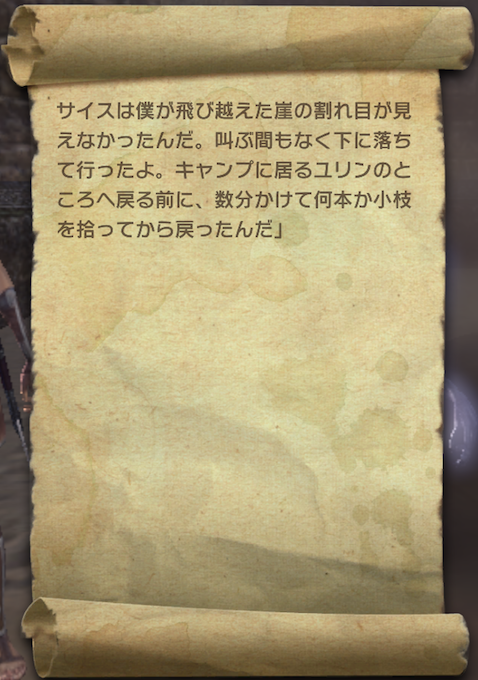 サイスは僕が飛び越えた崖の割れ目が見
えなかったんだ。叫ぶ間もなく下に落ち
て行ったよ。キャンプに居るユリンのと
ころへ戻る前に、数分かけて何本か小枝
を拾ってから戻ったんだ」